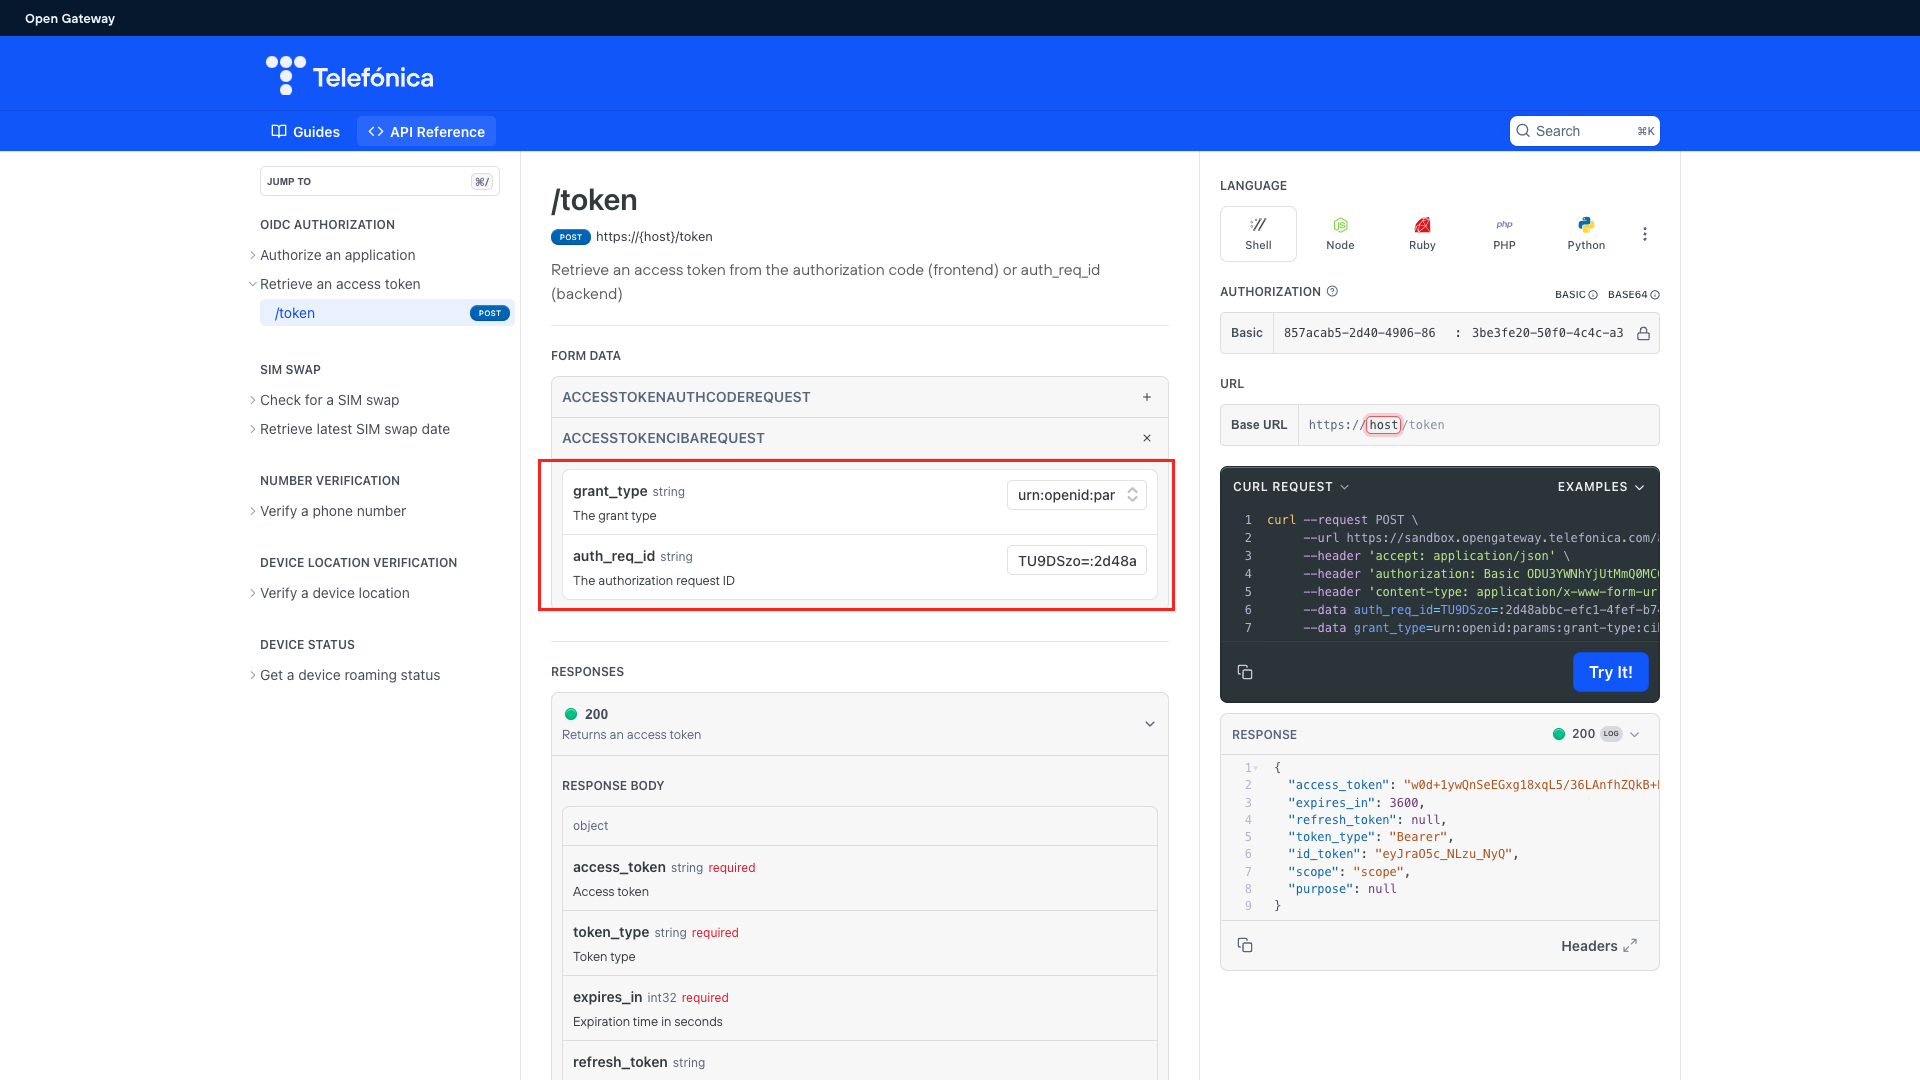 Open Gateway
Telefónica
Guides
API Reference
Search
⌘K
JUMP TO
⌘/
OIDC AUTHORIZATION
Authorize an application
Retrieve an access token
/token
POST
SIM SWAP
Check for a SIM swap
Retrieve latest SIM swap date
NUMBER VERIFICATION
Verify a phone number
DEVICE LOCATION VERIFICATION
Verify a device location
DEVICE STATUS
Get a device roaming status
/token
POST https://{host}/token
Retrieve an access token from the authorization code (frontend) or auth_req_id
(backend)
FORM DATA
ACCESSTOKENAUTHCODEREQUEST
ACCESSTOKENCIBAREQUEST
grant_type string
urn:openid:par
The grant type
auth_req_id string
TU9DSzo=:2d48a
The authorization request ID
RESPONSES
200
Returns an access token
RESPONSE BODY
object
access_token string required
Access token
token_type string required
Token type
expires_in int32 required
Expiration time in seconds
refresh_token string
LANGUAGE
Shell
JS
Node
Ruby
php
PHP
Python
AUTHORIZATION
BASIC
BASE64
Basic
857acab5-2d40-4906-86 : 3be3fe20-50f0-4c4c-a3
URL
Base URL
https://host/token
CURL REQUEST
EXAMPLES
1 curl --request POST \
2 --url https://sandbox.opengateway.telefonica.com/
3 --header 'accept: application/json' \
4 --header 'authorization: Basic ODU3YWNhYjUtMmQ0MC
5 --header 'content-type: application/x-www-form-ur
6 --data auth_req_id=TU9DSzo=:2d48abbc-efc1-4fef-b7
7 --data grant_type=urn:openid:params:grant-type:ci
Try It!
RESPONSE
200 LOG
1 {
2 "access_token": "w0d+1ywQnSeEGxg18xqL5/36LAnfhZQkB+
3 "expires_in": 3600,
4 "refresh_token": null,
5 "token_type": "Bearer",
6 "id_token": "eyJraO5c_NLzu_NyQ",
7 "scope": "scope",
8 "purpose": null
9 }
Headers